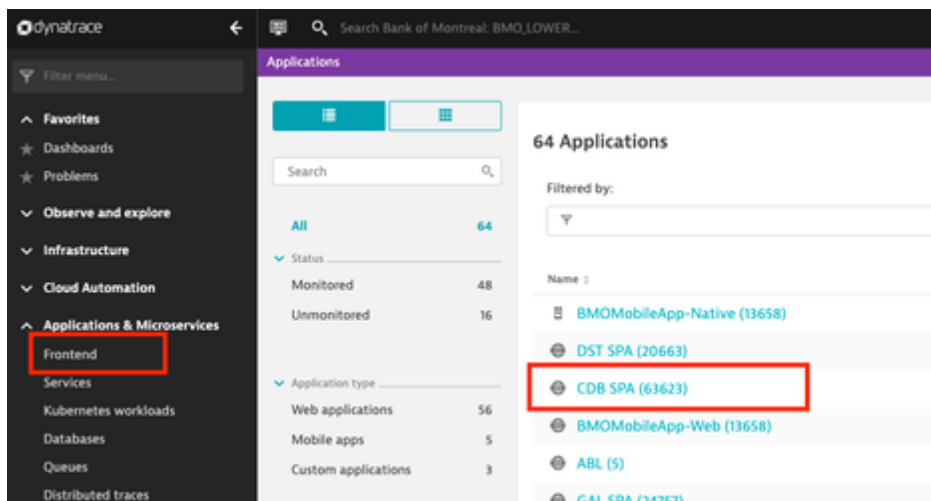 dynatrace
Search Bank of Montreal: BMO_LOWER...
Filter menu...
Favorites
Dashboards
Problems
Observe and explore
Infrastructure
Cloud Automation
Applications & Microservices
Frontend
Services
Kubernetes workloads
Databases
Queues
Distributed traces
Applications
Search
All 64
Status
Monitored 48
Unmonitored 16
Application type
Web applications 56
Mobile apps 5
Custom applications 3
64 Applications
Filtered by:
Name
BMOMobileApp-Native (13658)
DST SPA (20663)
CDB SPA (63623)
BMOMobileApp-Web (13658)
ABL (5)
GAL SPA (24757)